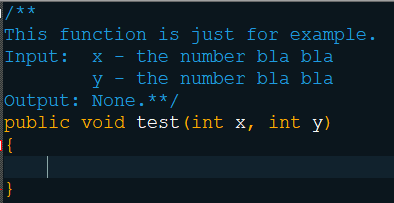 /**
This function is just for example.
Input:  x - the number bla bla
        y - the number bla bla
Output: None.**/
public void test(int x, int y)
{
}